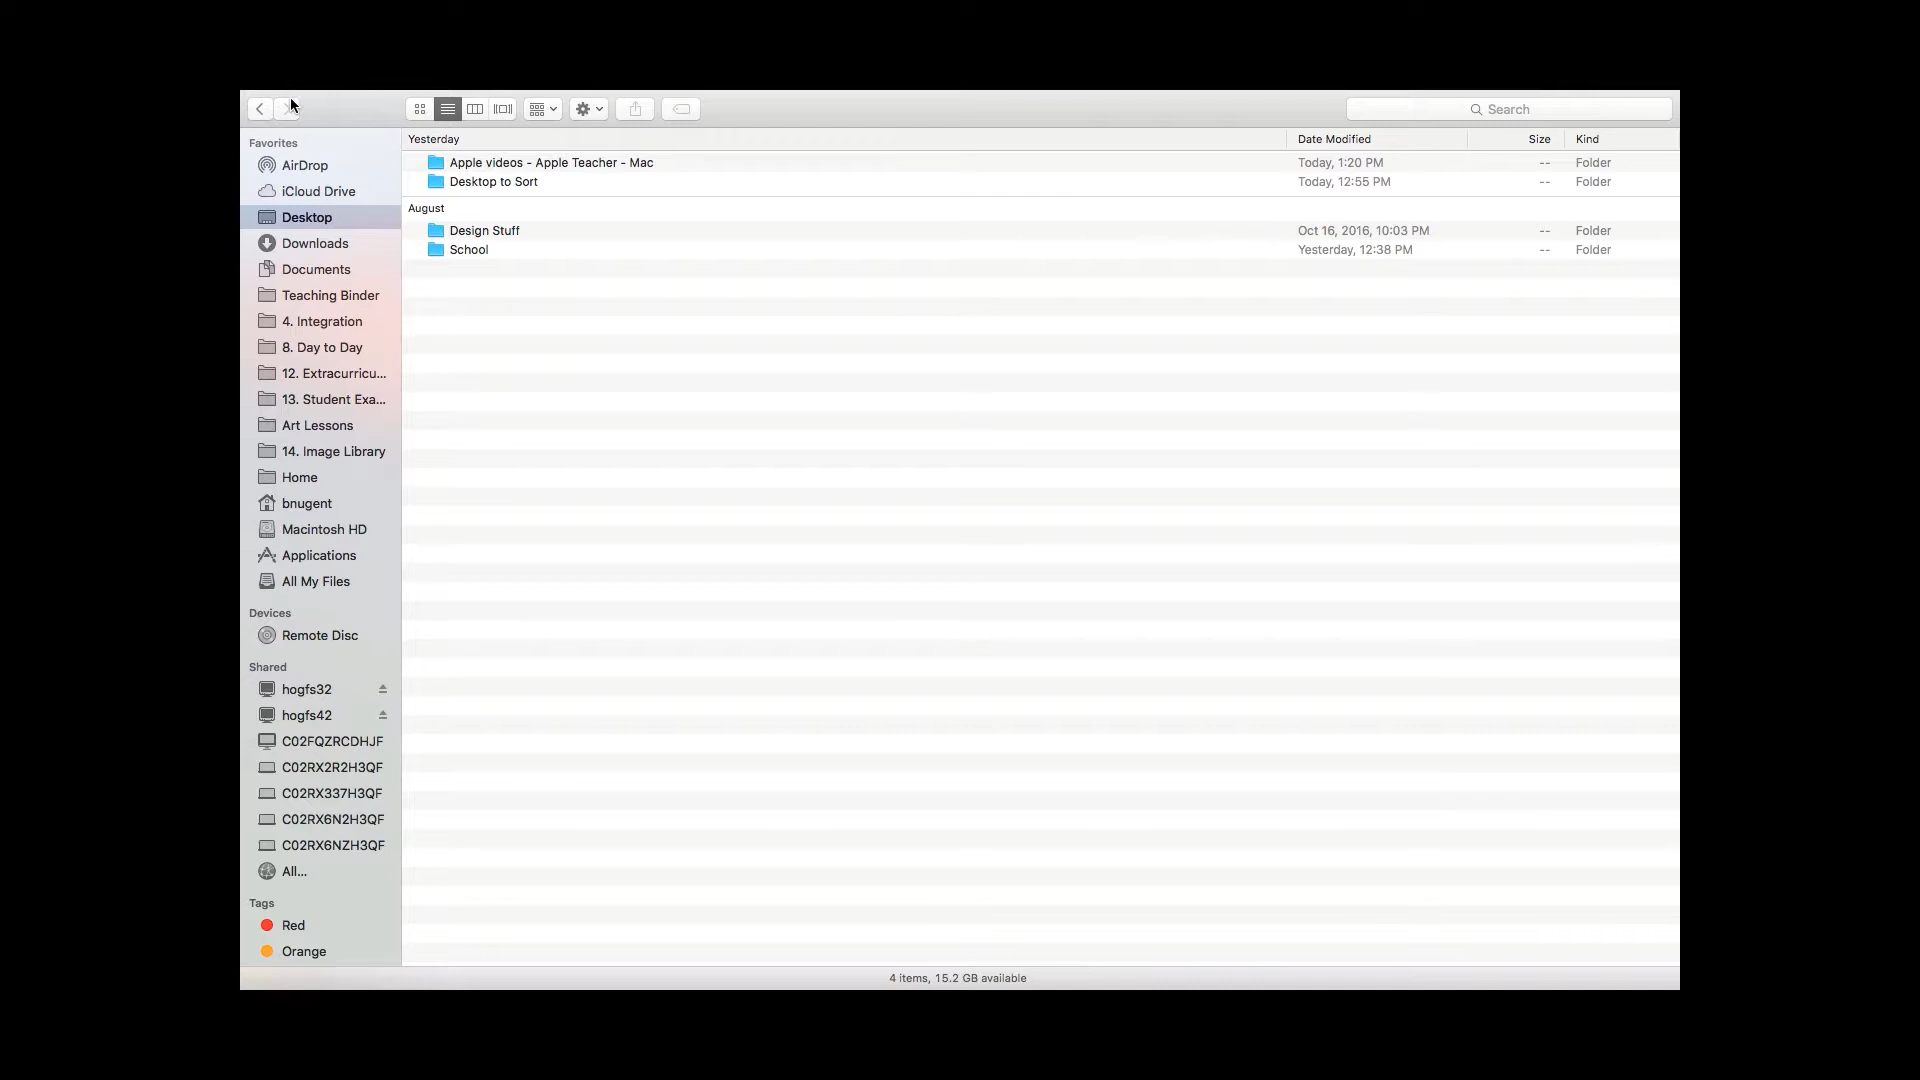 Search
Favorites
AirDrop
iCloud Drive
Desktop
Downloads
Documents
Teaching Binder
4. Integration
8. Day to Day
12. Extracurricu...
13. Student Exa...
Art Lessons
14. Image Library
Home
bnugent
Macintosh HD
Applications
All My Files
Devices
Remote Disc
Shared
hogfs32
hogfs42
C02FQZRCDHJF
C02RX2R2H3QF
C02RX337H3QF
C02RX6N2H3QF
C02RX6NZH3QF
All...
Tags
Red
Orange
Yesterday Date Modified Size Kind
Apple videos - Apple Teacher - Mac Today, 1:20 PM -- Folder
Desktop to Sort Today, 12:55 PM -- Folder
August
Design Stuff Oct 16, 2016, 10:03 PM -- Folder
School Yesterday, 12:38 PM -- Folder
4 items, 15.2 GB available